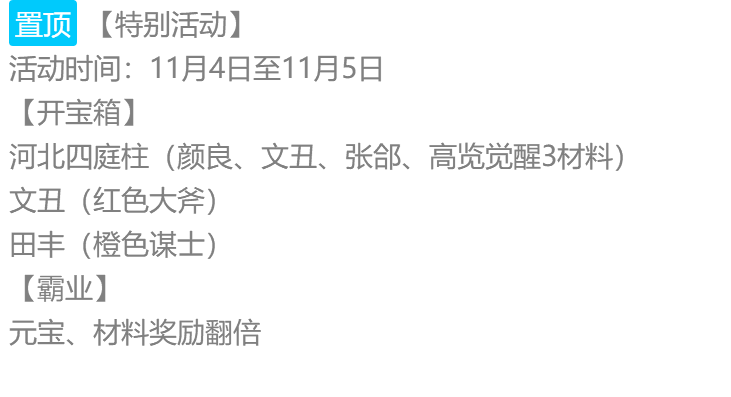 置顶 【特别活动】
活动时间：11月4日至11月5日
【开宝箱】
河北四庭柱（颜良、文丑、张郃、高览觉醒3材料）
文丑（红色大斧）
田丰（橙色谋士）
【霸业】
元宝、材料奖励翻倍